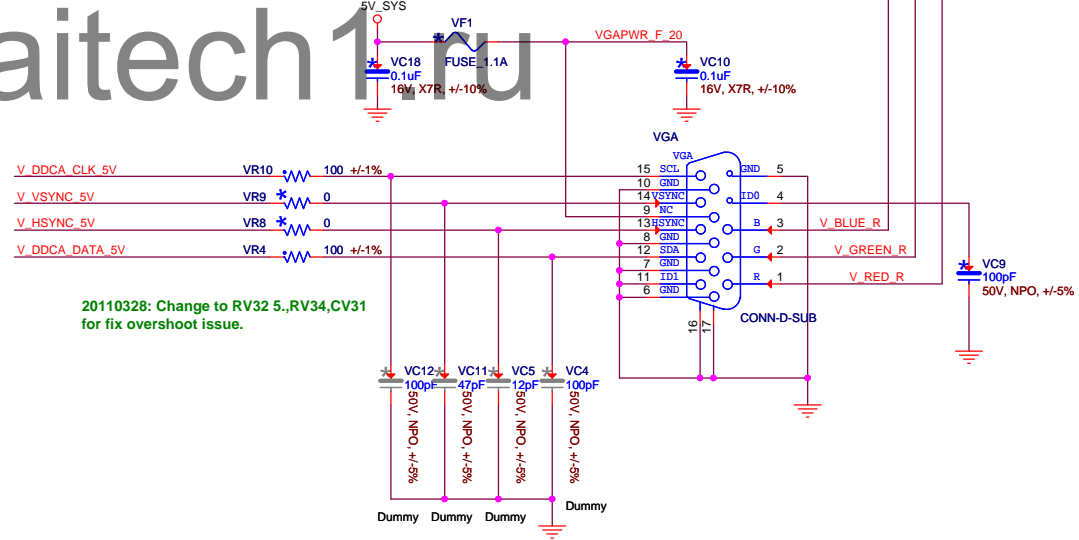 5V_SYS
VF1
FUSE_1.1A
VGAPWR_F_20
aitech1.ru
VC18
0.1uF
16V, X7R, +/-10%
VC10
0.1uF
16V, X7R, +/-10%
VGA
VGA
V_DDCA_CLK_5V
VR10
100 +/-1%
V_VSYNC_5V
VR9
0
V_HSYNC_5V
VR8
0
V_DDCA_DATA_5V
VR4
100 +/-1%
15 SCL
10 GND
14 VSYNC
9 NC
13 HSYNC
8 GND
12 SDA
7 GND
11 ID1
6 GND
GND 5
ID0 4
B 3
G 2
R 1
V_BLUE_R
V_GREEN_R
V_RED_R
16
17
CONN-D-SUB
VC9
100pF
50V, NPO, +/-5%
20110328: Change to RV32 5.,RV34,CV31
for fix overshoot issue.
VC12
100pF
50V, NPO, +/-5%
Dummy
VC11
47pF
50V, NPO, +/-5%
Dummy
VC5
12pF
50V, NPO, +/-5%
Dummy
VC4
100pF
50V, NPO, +/-5%
Dummy